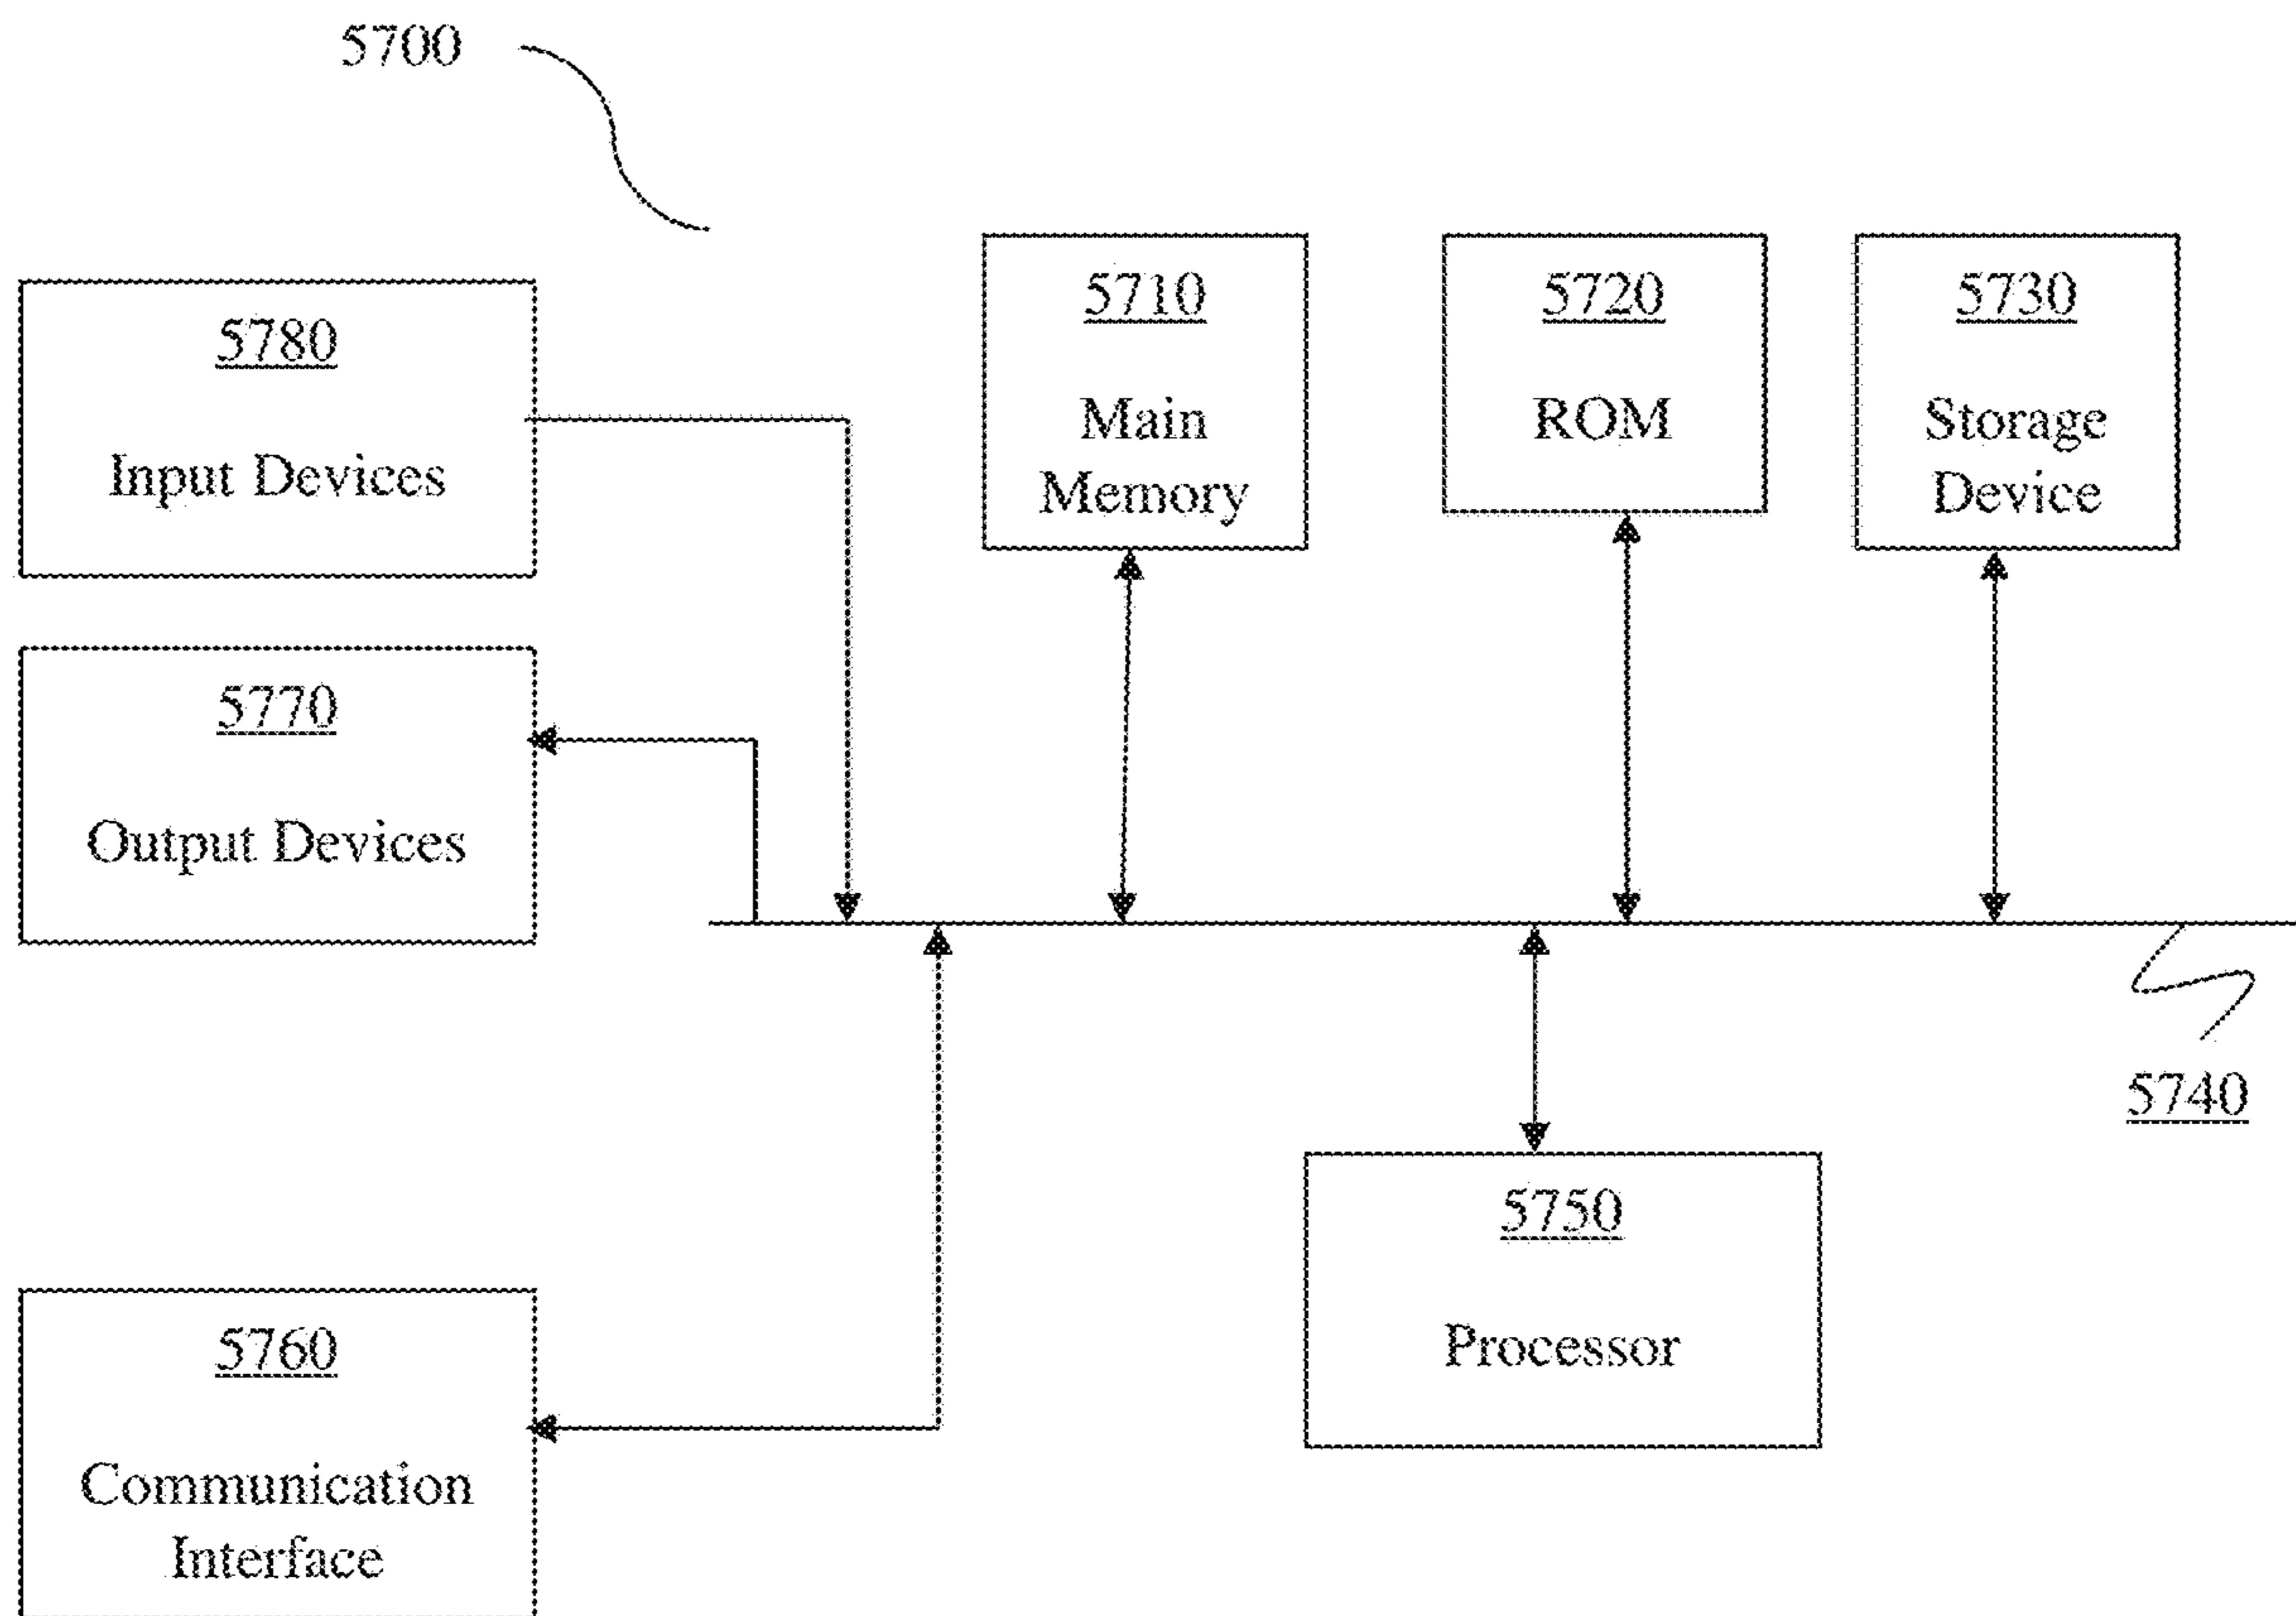 5700
5780
Input Devices
5710
Main
Memory
5720
ROM
5730
Storage
Device
5770
Output Devices
5740
5750
Processor
5760
Communication
Interface